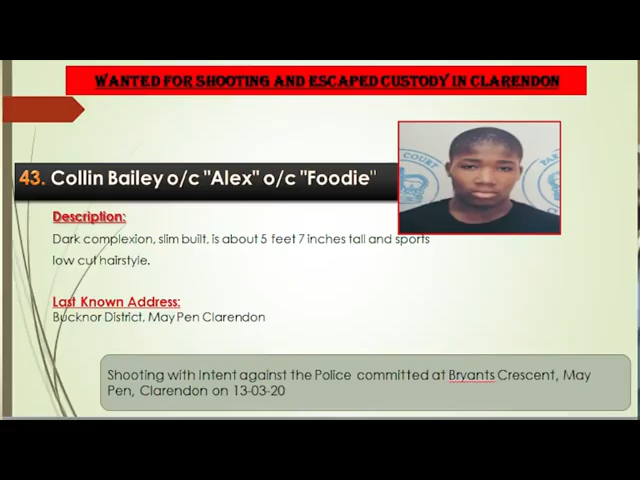 WANTED FOR SHOOTING AND ESCAPED CUSTODY IN CLARENDON
COURT
PAR
43. Collin Bailey o/c "Alex" o/c "Foodie"
Description:
Dark complexion, slim built, is about 5 feet 7 inches tall and sports
low cut hairstyle.
Last Known Address:
Bucknor District, May Pen Clarendon
Shooting with Intent against the Police committed at Bryants Crescent, May
Pen, Clarendon on 13-03-20